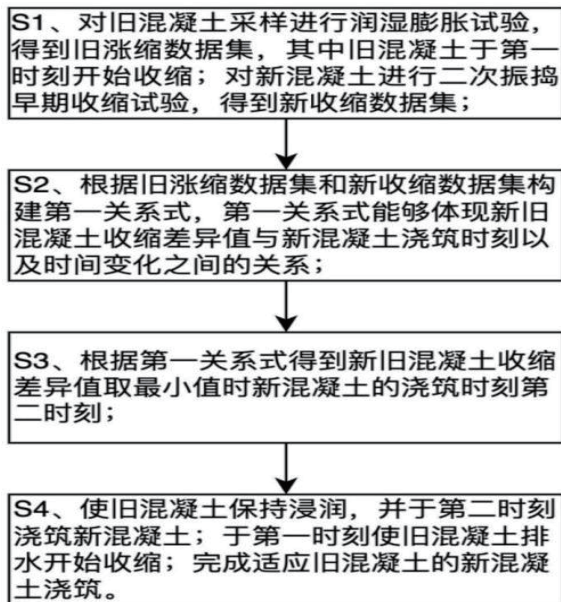 S1、对旧混凝土采样进行润湿膨胀试验，
得到旧涨缩数据集，其中旧混凝土于第一
时刻开始收缩；对新混凝土进行二次振捣
早期收缩试验，得到新收缩数据集；
S2、根据旧涨缩数据集和新收缩数据集构
建第一关系式，第一关系式能够体现新旧
混凝土收缩差异值与新混凝土浇筑时刻以
及时间变化之间的关系；
S3、根据第一关系式得到新旧混凝土收缩
差异值取最小值时新混凝土的浇筑时刻第
二时刻；
S4、使旧混凝土保持浸润，并于第二时刻
浇筑新混凝土；于第一时刻使旧混凝土排
水开始收缩；完成适应旧混凝土的新混凝
土浇筑。